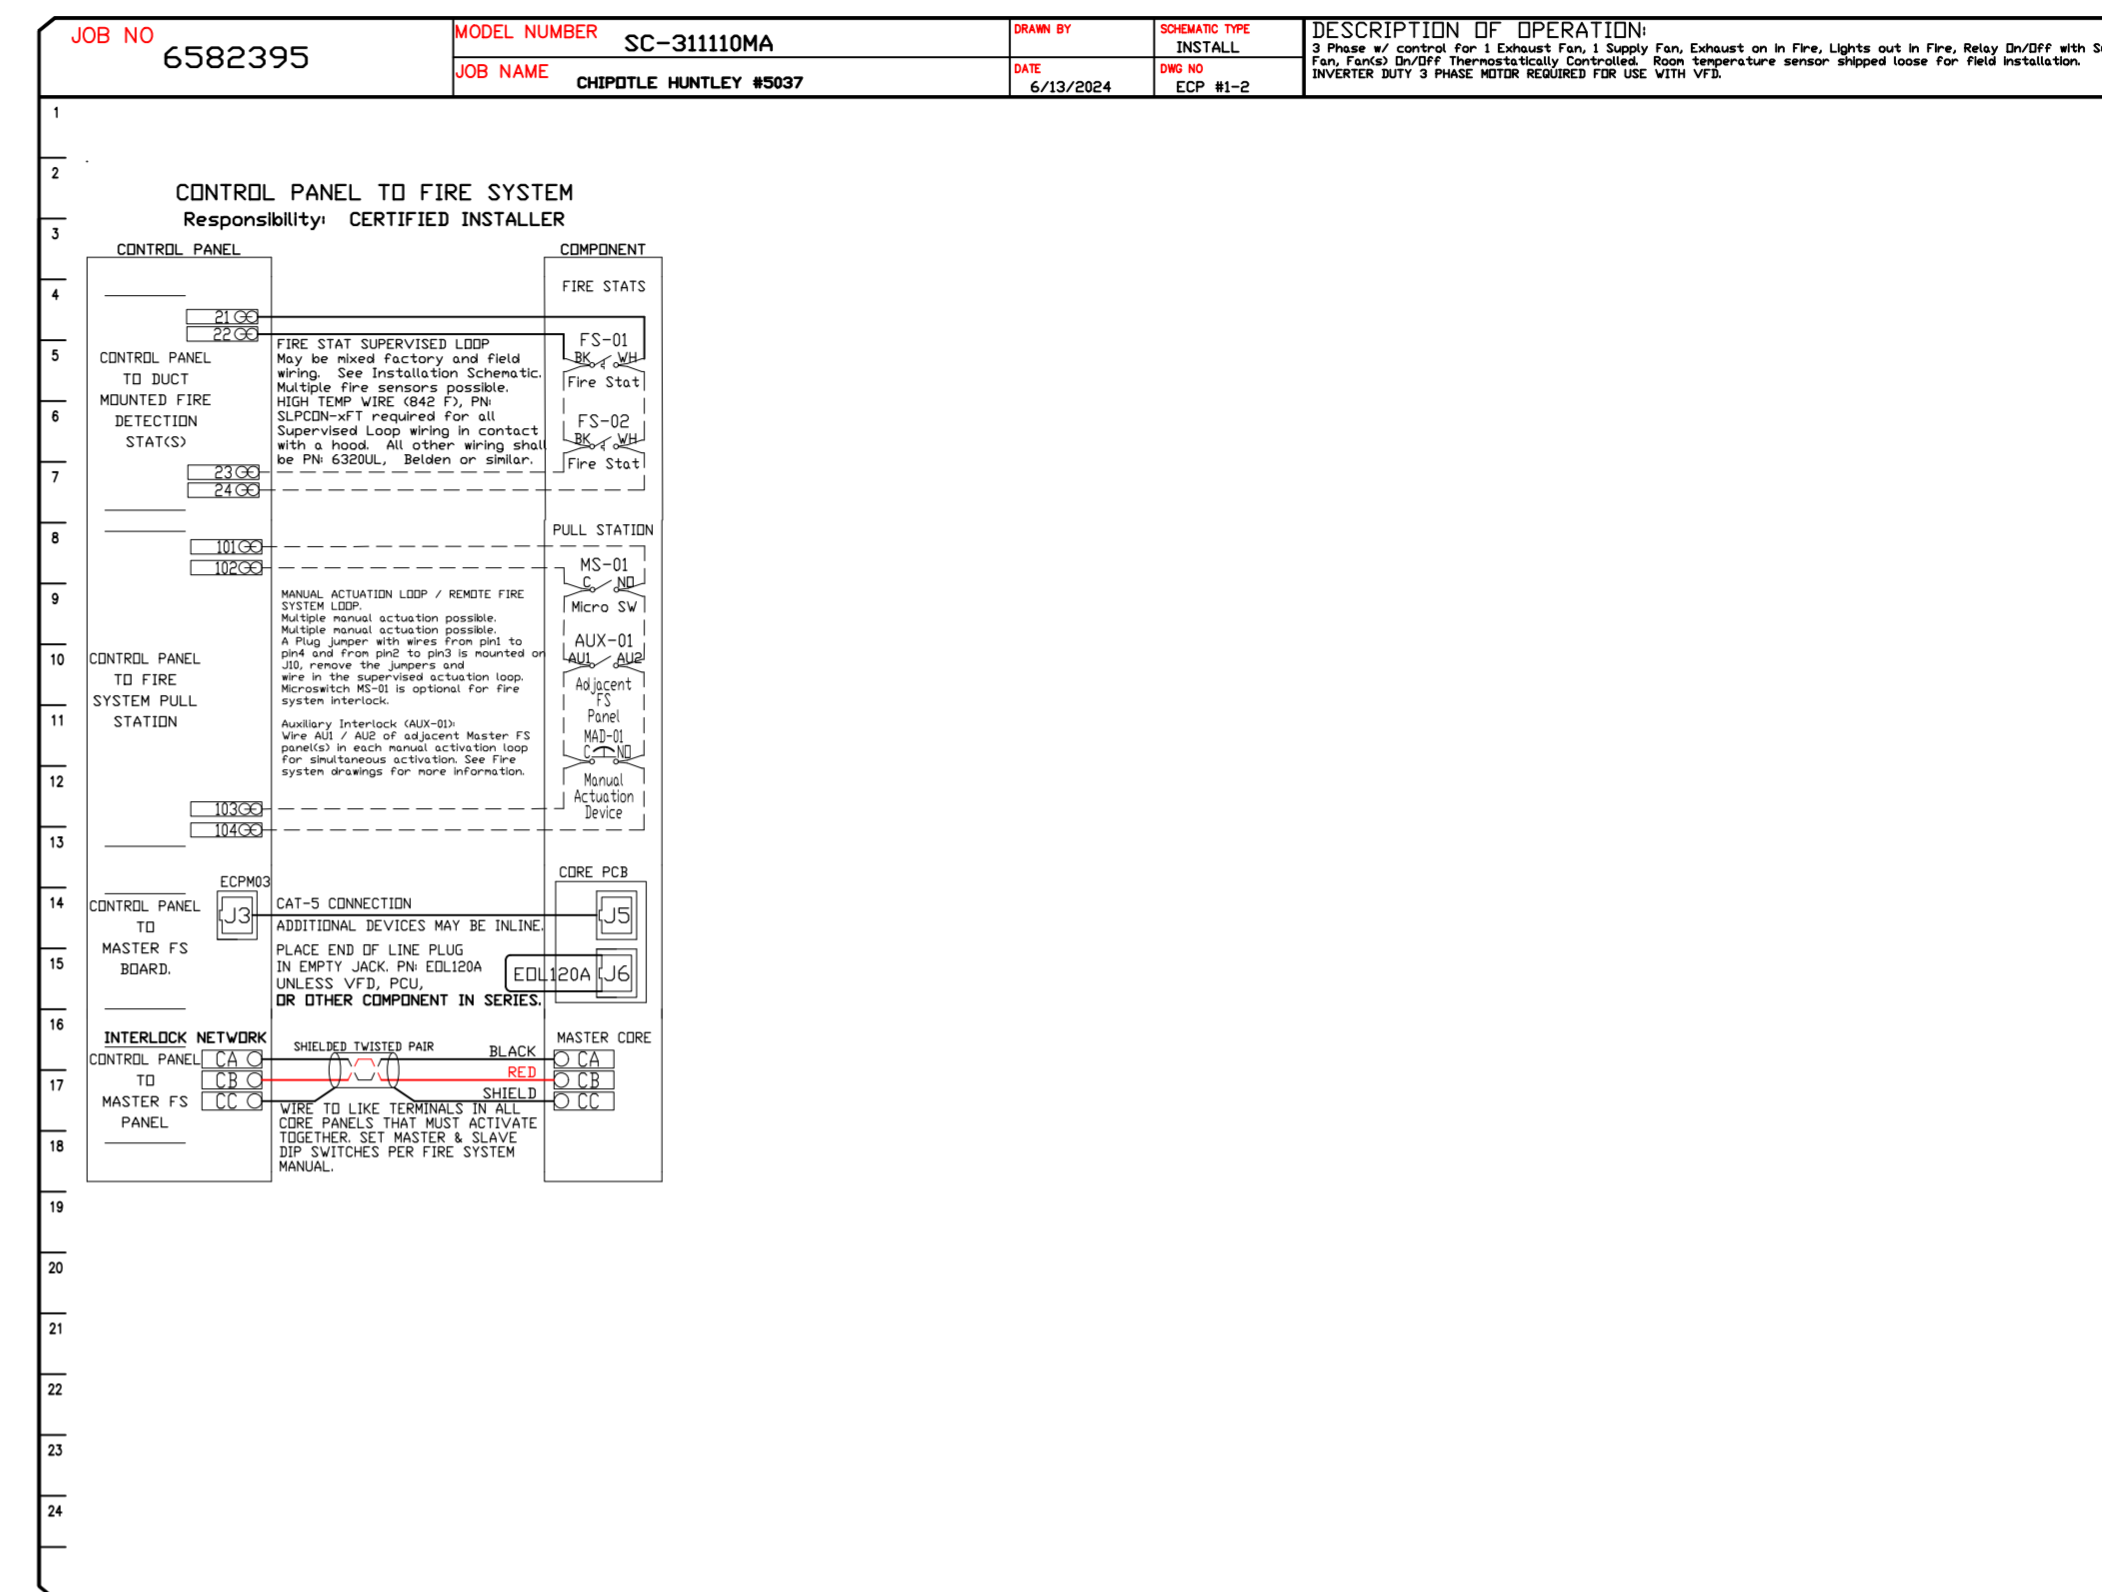 JOB NO
6582395
MODEL NUMBER
SC-311110MA
JOB NAME
CHIPOTLE HUNTLEY #5037
DRAWN BY
DATE
6/13/2024
SCHEMATIC TYPE
INSTALL
DWG NO
ECP #1-2
DESCRIPTION OF OPERATION:
3 Phase w/ control for 1 Exhaust Fan, 1 Supply Fan, Exhaust on in Fire, Lights out in Fire, Relay On/Off with
Fan, Fan(s) On/Off Thermostatically Controlled. Room temperature sensor shipped loose for field installation.
INVERTER DUTY 3 PHASE MOTOR REQUIRED FOR USE WITH VFD.
1
2
3
4
5
6
7
8
9
10
11
12
13
14
15
16
17
18
19
20
21
22
23
24
CONTROL PANEL TO FIRE SYSTEM
Responsibility: CERTIFIED INSTALLER
CONTROL PANEL
COMPONENT
FIRE STATS
21
22
CONTROL PANEL
TO DUCT
MOUNTED FIRE
DETECTION
STAT(S)
FIRE STAT SUPERVISED LOOP
May be mixed factory and field
wiring. See Installation Schematic.
Multiple fire sensors possible.
HIGH TEMP WIRE (842 F), PN:
SLPCON-xFT required for all
Supervised Loop wiring in contact
with a hood. All other wiring shall
be PN: 6320UL, Belden or similar.
FS-01
BK WH
Fire Stat
FS-02
BK WH
Fire Stat
23
24
PULL STATION
101
102
MS-01
C NO
Micro SW
MANUAL ACTUATION LOOP / REMOTE FIRE
SYSTEM LOOP.
Multiple manual actuation possible.
Multiple manual actuation possible.
A Plug jumper with wires from pin1 to
pin4 and from pin2 to pin3 is mounted on
J10, remove the jumpers and
wire in the supervised actuation loop.
Microswitch MS-01 is optional for fire
system interlock.
Auxiliary Interlock (AUX-01):
Wire AU1 / AU2 of adjacent Master FS
panel(s) in each manual activation loop
for simultaneous activation. See Fire
system drawings for more information.
CONTROL PANEL
TO FIRE
SYSTEM PULL
STATION
AUX-01
AU1 AU2
Adjacent
FS
Panel
MAD-01
C NO
Manual
Actuation
Device
103
104
CORE PCB
ECPM03
J3
CONTROL PANEL
TO
MASTER FS
BOARD.
CAT-5 CONNECTION
ADDITIONAL DEVICES MAY BE INLINE.
J5
PLACE END OF LINE PLUG
IN EMPTY JACK. PN: EOL120A
UNLESS VFD, PCU,
OR OTHER COMPONENT IN SERIES.
EOL120A
J6
INTERLOCK NETWORK
CONTROL PANEL
TO
MASTER FS
PANEL
CA
CB
CC
SHIELDED TWISTED PAIR
BLACK
RED
SHIELD
MASTER CORE
CA
CB
CC
WIRE TO LIKE TERMINALS IN ALL
CORE PANELS THAT MUST ACTIVATE
TOGETHER. SET MASTER & SLAVE
DIP SWITCHES PER FIRE SYSTEM
MANUAL.